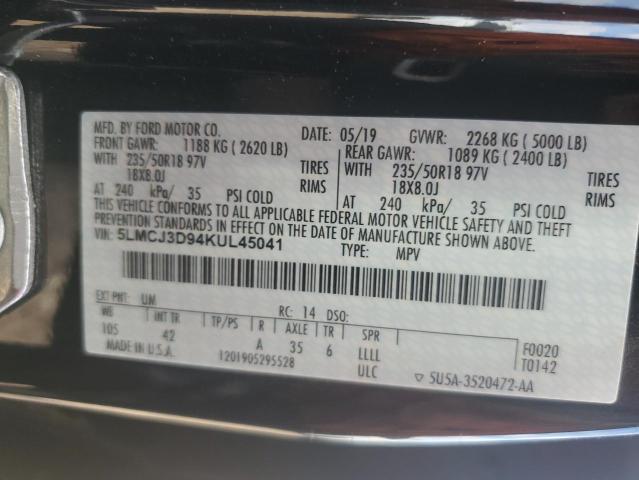 MFD. BY FORD MOTOR CO. DATE: 05/19 GVWR: 2268 KG ( 5000 LB)
FRONT GAWR: 1188 KG ( 2620 LB) REAR GAWR: 1089 KG ( 2400 LB)
WITH 235/50R18 97V TIRES WITH 235/50R18 97V TIRES
18X8.0J RIMS 18X8.0J RIMS
AT 240 kPa/ 35 PSI COLD AT 240 kPa/ 35 PSI COLD
THIS VEHICLE CONFORMS TO ALL APPLICABLE FEDERAL MOTOR VEHICLE SAFETY AND THEFT
PREVENTION STANDARDS IN EFFECT ON THE DATE OF MANUFACTURE SHOWN ABOVE.
VIN: 5LMCJ3D94KUL45041 TYPE: MPV
EXT PNT: UM RC: 14 DSO:
WB INT TR TP/PS R AXLE TR SPR
105 42 A 35 6 LLLL F0020
MADE IN U.S.A. 1201905295528 ULC T0142
▽ 5U5A-3520472-AA